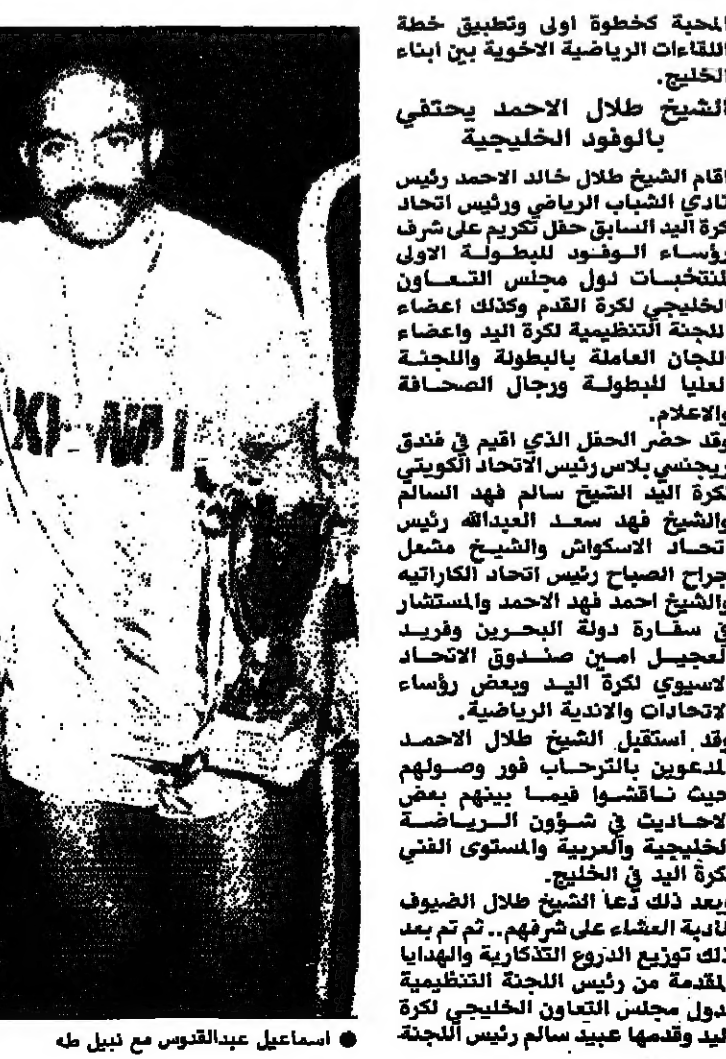 المحبة كخطوة اولى وتطبيق خطة
اللقاءات الرياضية الاخوية بين ابناء
الخليج.
الشيخ طلال الاحمد يحتفي
بالوفود الخليجية
اقام الشيخ طلال خالد الاحمد رئيس
نادي الشباب الرياضي ورئيس اتحاد
كرة اليد السابق حفل تكريم على شرف
رؤساء الوفود للبطولة الاولى
لمنتخبات دول مجلس التعاون
الخليجي لكرة القدم وكذلك اعضاء
اللجنة التنظيمية لكرة اليد واعضاء
اللجان العاملة بالبطولة واللجنة
العليا للبطولة ورجال الصحافة
والاعلام.
وقد حضر الحفل الذي اقيم في فندق
ريجنسي بلاس رئيس الاتحاد الكويتي
لكرة اليد الشيخ سالم فهد السالم
والشيخ فهد سعد العبدالله رئيس
اتحاد الاسكواش والشيخ مشعل
جراح الصباح رئيس اتحاد الكاراتيه
والشيخ احمد فهد الاحمد والمستشار
في سفارة دولة البحرين وفريد
العجيل امين صندوق الاتحاد
الاسيوي لكرة اليد وبعض رؤساء
الاتحادات والاندية الرياضية.
وقد استقبل الشيخ طلال الاحمد
المدعوين بالترحاب فور وصولهم
حيث ناقشوا فيما بينهم بعض
الاحاديث في شؤون الرياضة
الخليجية والعربية والمستوى الفني
لكرة اليد في الخليج.
وبعد ذلك دعا الشيخ طلال الضيوف
لمأدبة العشاء على شرفهم.. ثم تم بعد
ذلك توزيع الدروع التذكارية والهدايا
المقدمة من رئيس اللجنة التنظيمية
لدول مجلس التعاون الخليجي لكرة
اليد وقدمها عبيد سالم رئيس اللجنة
● اسماعيل عبدالقدوس مع نبيل طه